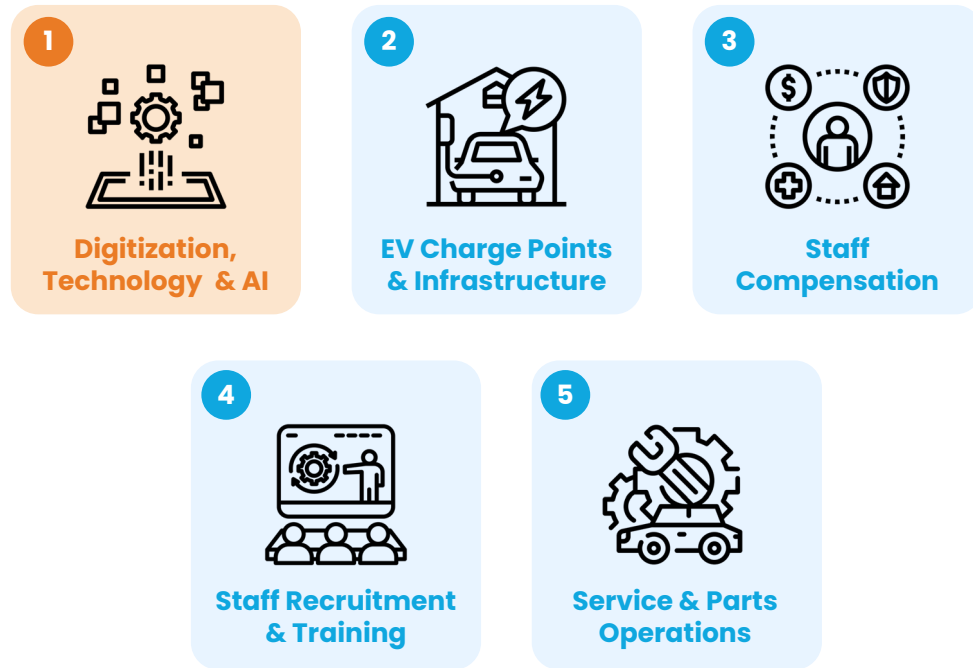 1
Digitization,
Technology & AI
2
EV Charge Points
& Infrastructure
3
$
Staff
Compensation
4
Staff Recruitment
& Training
5
Service & Parts
Operations